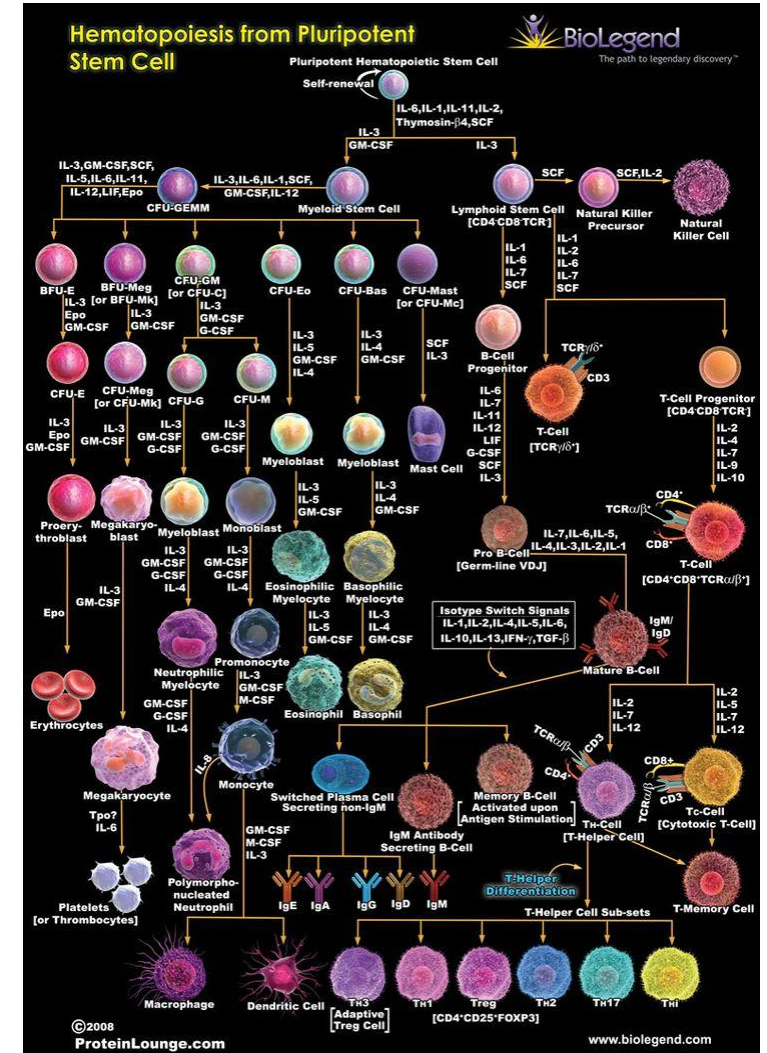 Hematopoiesis from Pluripotent
Stem Cell
BioLegend
The path to legendary discovery™
Pluripotent Hematopoietic Stem Cell
Self-renewal
IL-6,IL-1,IL-11,IL-2,
Thymosin-β4,SCF
IL-3
GM-CSF
IL-3
IL-3,GM-CSF,SCF,
IL-5,IL-6,IL-11,
IL-12,LIF,Epo
CFU-GEMM
IL-3,IL-6,IL-1,SCF,
GM-CSF,IL-12
Myeloid Stem Cell
Lymphoid Stem Cell
[CD4-CD8-TCR-]
SCF
Natural Killer
Precursor
SCF,IL-2
Natural
Killer Cell
BFU-E
BFU-Meg
[or BFU-Mk]
CFU-GM
[or CFU-C]
CFU-Eo
CFU-Bas
CFU-Mast
[or CFU-Mc]
IL-3
Epo
GM-CSF
IL-3
GM-CSF
IL-3
GM-CSF
G-CSF
IL-1
IL-6
IL-7
SCF
IL-1
IL-2
IL-6
IL-7
SCF
IL-3
IL-5
GM-CSF
IL-4
IL-3
IL-4
GM-CSF
SCF
IL-3
B-Cell
Progenitor
TCRγ/δ+
CD3
T-Cell
[TCRγ/δ+]
T-Cell Progenitor
[CD4-CD8-TCR-]
CFU-E
CFU-Meg
[or CFU-Mk]
CFU-G
CFU-M
IL-3
Epo
GM-CSF
IL-3
GM-CSF
IL-3
GM-CSF
G-CSF
IL-3
GM-CSF
G-CSF
Myeloblast
Myeloblast
Mast Cell
IL-6
IL-7
IL-11
IL-12
LIF
G-CSF
SCF
IL-3
IL-2
IL-4
IL-7
IL-9
IL-10
Proery-
throblast
Megakaryo-
blast
Myeloblast
Monoblast
IL-3
IL-5
GM-CSF
IL-3
IL-4
GM-CSF
Pro B-Cell
[Germ-line VDJ]
IL-7,IL-6,IL-5,
IL-4,IL-3,IL-2,IL-1
CD4+
TCRα/β+
CD8+
T-Cell
[CD4+CD8+TCRα/β+]
IL-3
GM-CSF
G-CSF
IL-4
IL-3
GM-CSF
G-CSF
IL-4
Eosinophilic
Myelocyte
Basophilic
Myelocyte
Epo
IL-3
GM-CSF
Isotype Switch Signals
IL-1,IL-2,IL-4,IL-5,IL-6,
IL-10,IL-13,IFN-γ,TGF-β
IgM/
IgD
Mature B-Cell
Neutrophilic
Myelocyte
Promonocyte
IL-3
IL-5
GM-CSF
IL-3
IL-4
GM-CSF
IL-3
GM-CSF
M-CSF
Eosinophil
Basophil
Erythrocytes
GM-CSF
G-CSF
IL-4
IL-8
Monocyte
IL-2
IL-7
IL-12
IL-2
IL-5
IL-7
IL-12
TCRα/β
CD3
CD4+
TH-Cell
[T-Helper Cell]
CD8+
TCRα/β
CD3
Tc-Cell
[Cytotoxic T-Cell]
Megakaryocyte
Tpo?
IL-6
Switched Plasma Cell
Secreting non-IgM
IgM Antibody
Secreting B-Cell
Memory B-Cell
[Activated upon
Antigen Stimulation]
GM-CSF
M-CSF
IL-3
Polymorpho-
nucleated
Neutrophil
Platelets
[or Thrombocytes]
IgE
IgA
IgG
IgD
IgM
T-Helper
Differentiation
T-Helper Cell Sub-sets
T-Memory Cell
Macrophage
Dendritic Cell
TH3
[Adaptive
Treg Cell]
TH1
Treg
[CD4+CD25+FOXP3]
TH2
TH17
THi
©2008
ProteinLounge.com
www.biolegend.com